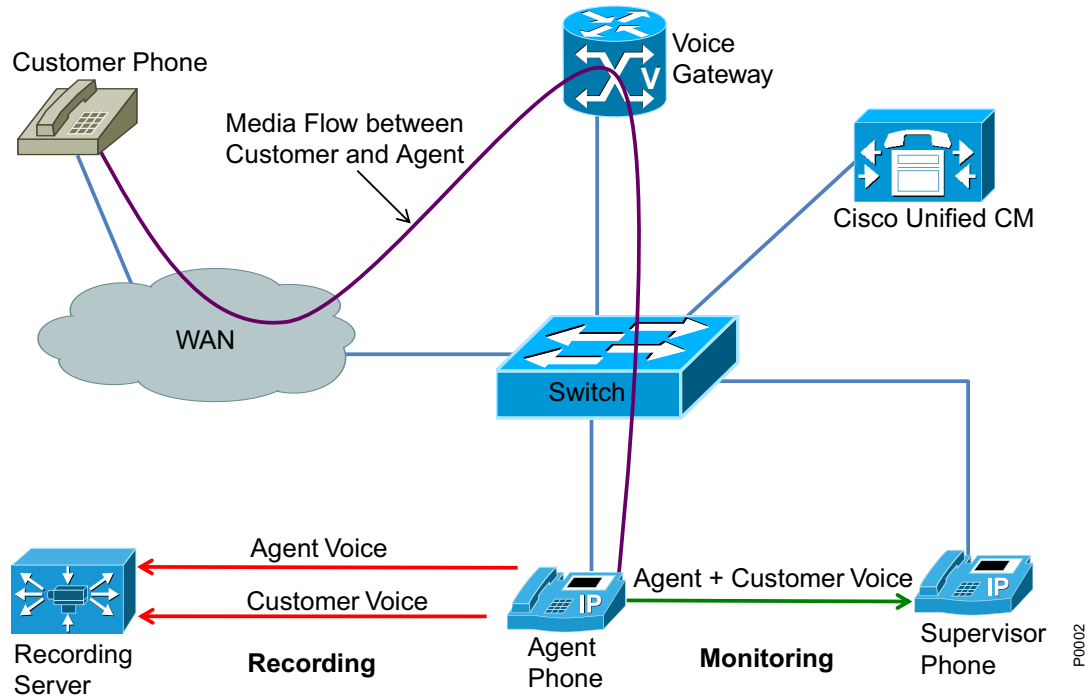 Customer Phone
Voice
Gateway
V
Media Flow between
Customer and Agent
Cisco Unified CM
WAN
Switch
Agent Voice
Customer Voice
IP
Agent + Customer Voice
IP
Recording
Server
Recording
Agent
Phone
Monitoring
Supervisor
Phone
P0002